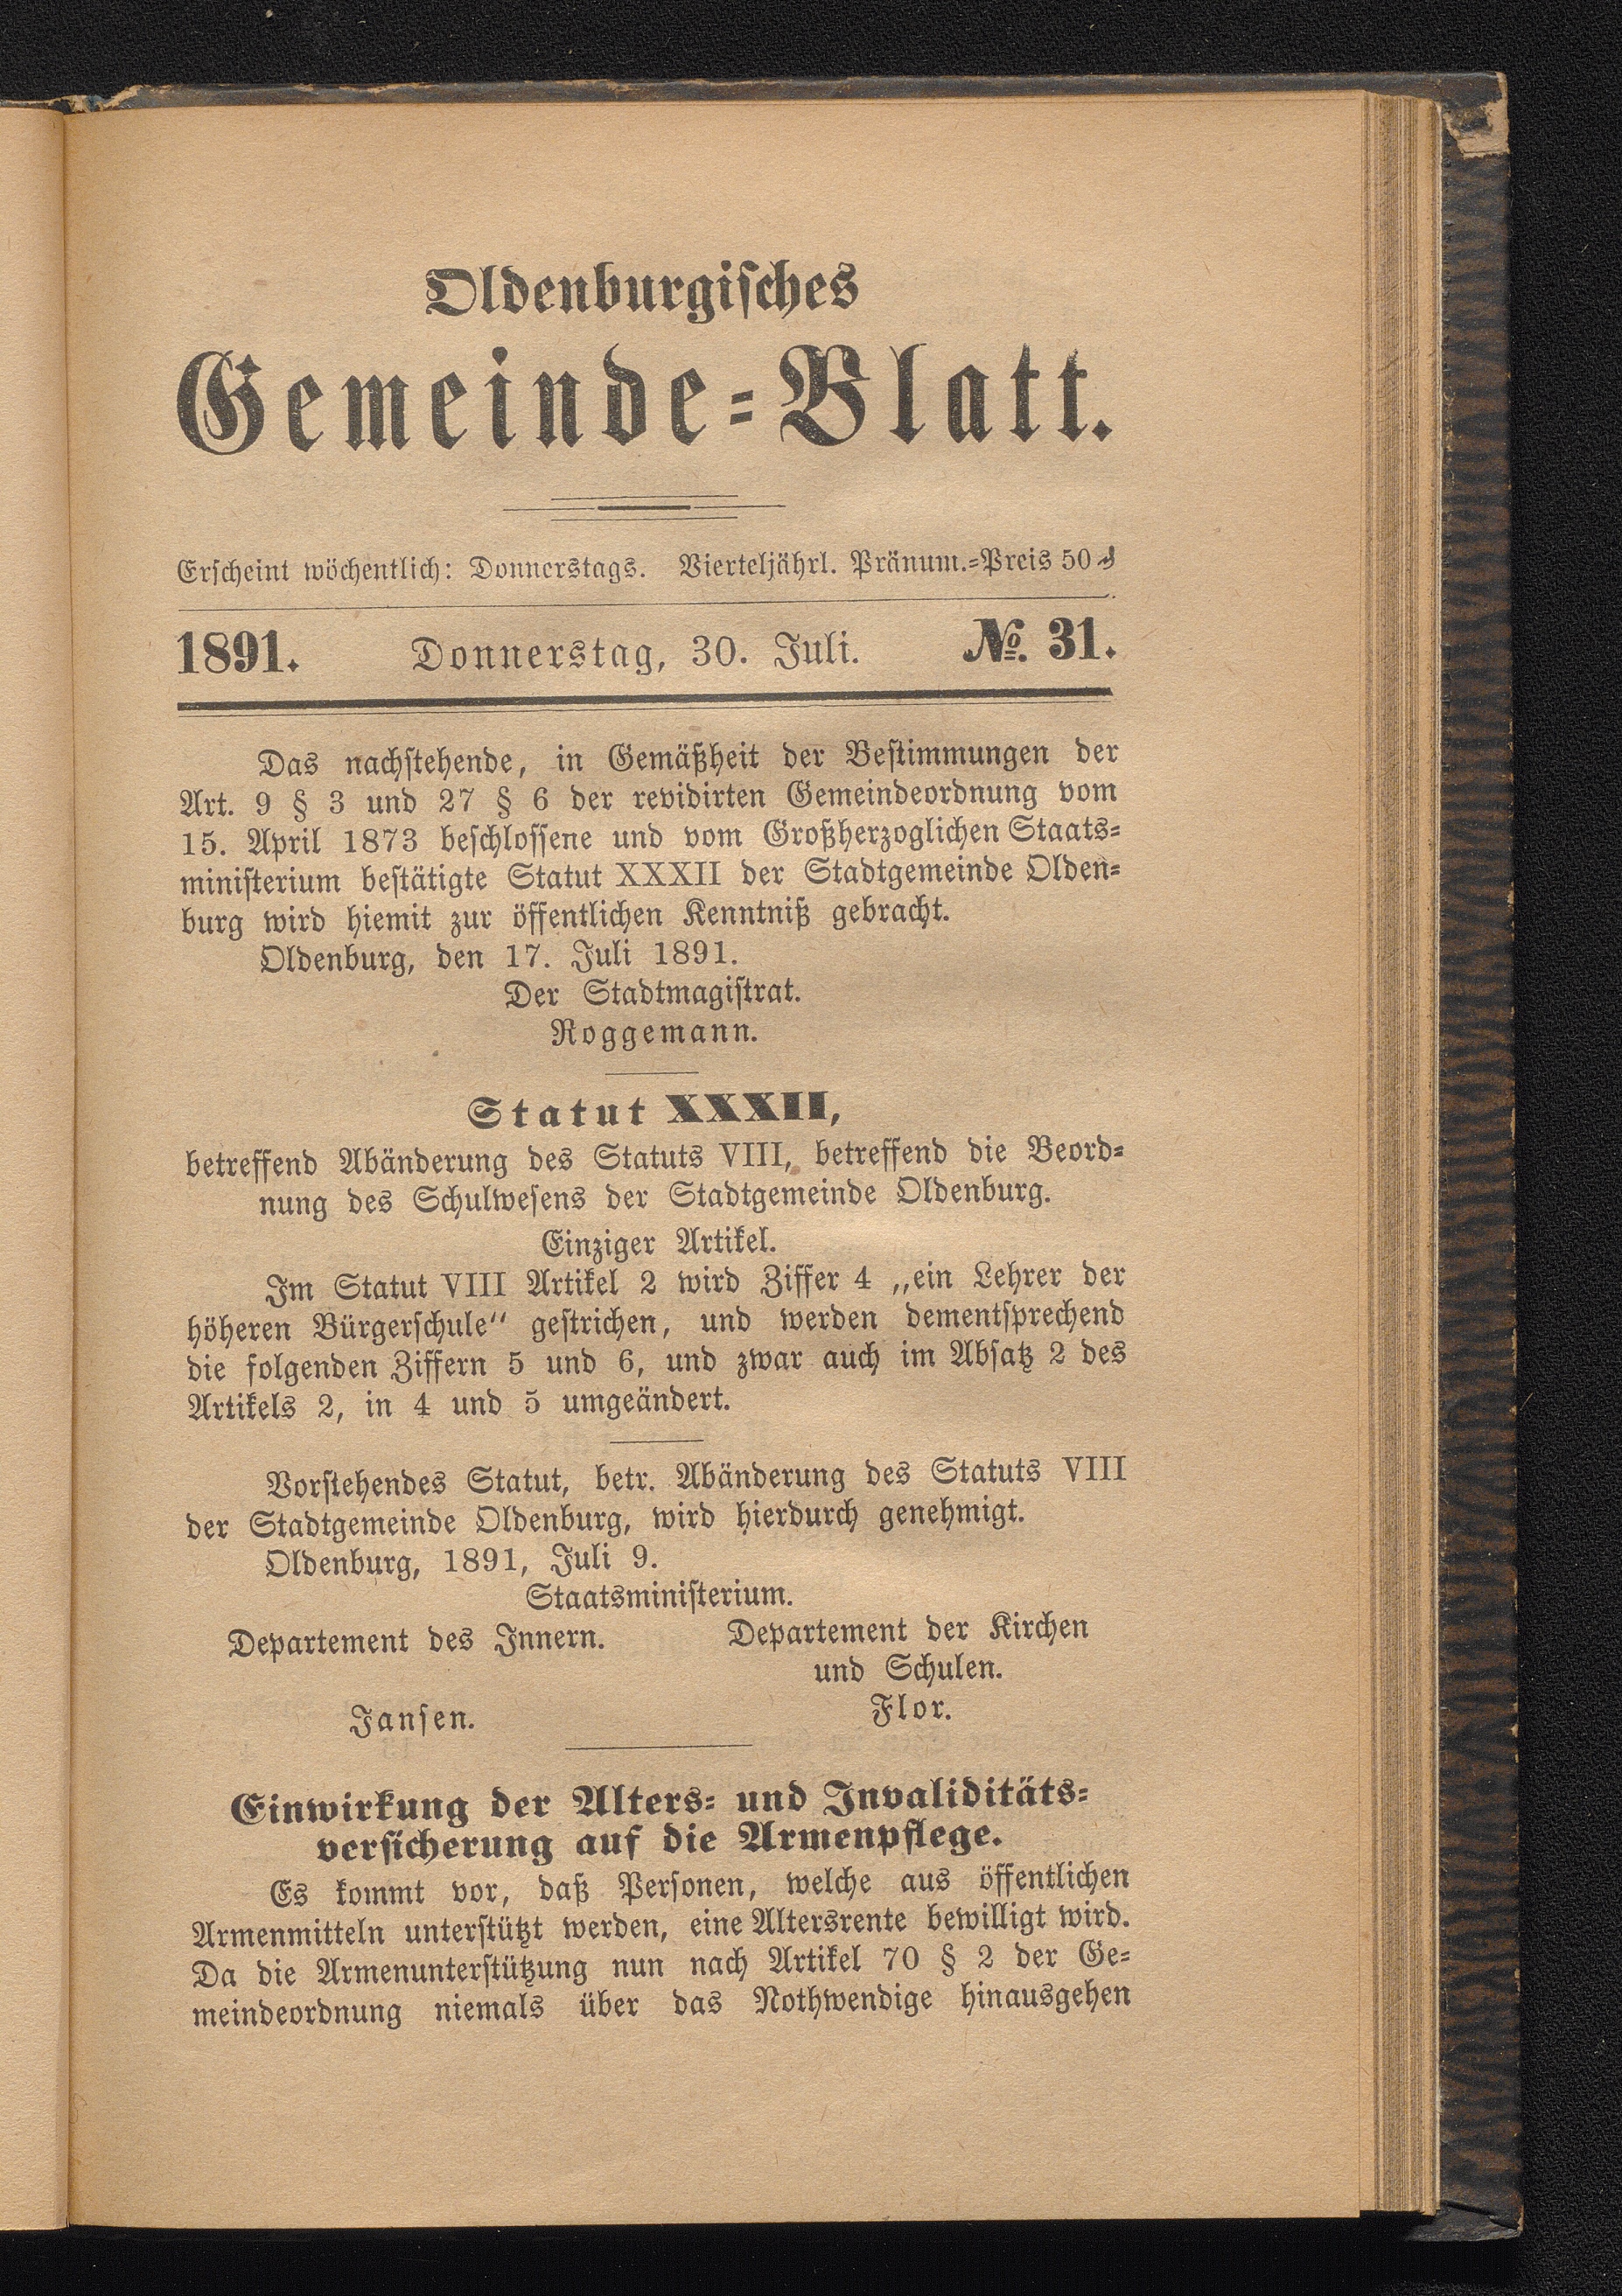 Oldenburgisches
Gemeinde-Blatt.
Erscheint wöchentlich: Donnerstags. Vierteljährl. Pränum.-Preis 50 ₰
1891. Donnerstag, 30. Juli. №. 31.
Das nachstehende, in Gemäßheit der Bestimmungen der
Art. 9 § 3 und 27 § 6 der revidirten Gemeindeordnung vom
15. April 1873 beschlossene und vom Großherzoglichen Staats-
ministerium bestätigte Statut XXXII der Stadtgemeinde Olden-
burg wird hiemit zur öffentlichen Kenntniß gebracht.
Oldenburg, den 17. Juli 1891.
Der Stadtmagistrat.
Roggemann.
Statut XXXII,
betreffend Abänderung des Statuts VIII, betreffend die Beord-
nung des Schulwesens der Stadtgemeinde Oldenburg.
Einziger Artikel.
Im Statut VIII Artikel 2 wird Ziffer 4 „ein Lehrer der
höheren Bürgerschule“ gestrichen, und werden dementsprechend
die folgenden Ziffern 5 und 6, und zwar auch im Absatz 2 des
Artikels 2, in 4 und 5 umgeändert.
Vorstehendes Statut, betr. Abänderung des Statuts VIII
der Stadtgemeinde Oldenburg, wird hierdurch genehmigt.
Oldenburg, 1891, Juli 9.
Staatsministerium.
Departement des Innern. Departement der Kirchen
und Schulen.
Jansen. Flor.
Einwirkung der Alters- und Invaliditäts-
versicherung auf die Armenpflege.
Es kommt vor, daß Personen, welche aus öffentlichen
Armenmitteln unterstützt werden, eine Altersrente bewilligt wird.
Da die Armenunterstützung nun nach Artikel 70 § 2 der Ge-
meindeordnung niemals über das Nothwendige hinausgehen